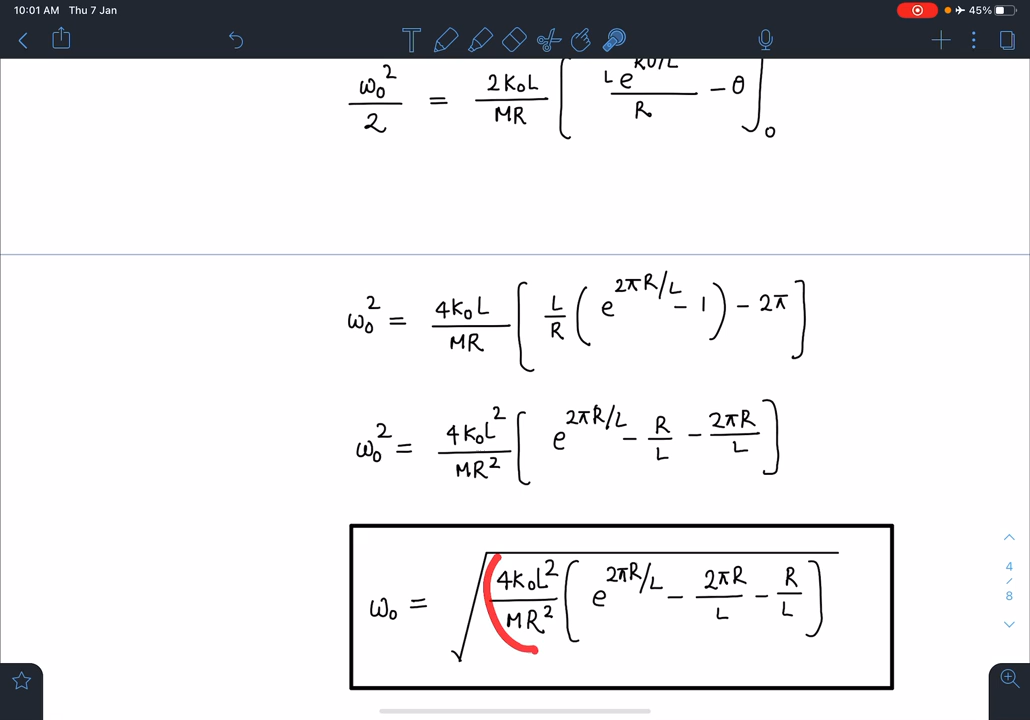 10:01 AM Thu 7 Jan 45%
ω₀²/2 = 2K₀L/MR [ L e^(Rθ/L)/R − θ ]₀
ω₀² = 4K₀L/MR [ L/R ( e^(2πR/L) − 1 ) − 2π ]
ω₀² = 4K₀L²/MR² [ e^(2πR/L) − R/L − 2πR/L ]
ω₀ = √( 4K₀L²/MR² [ e^(2πR/L) − 2πR/L − R/L ] )
4
/
8